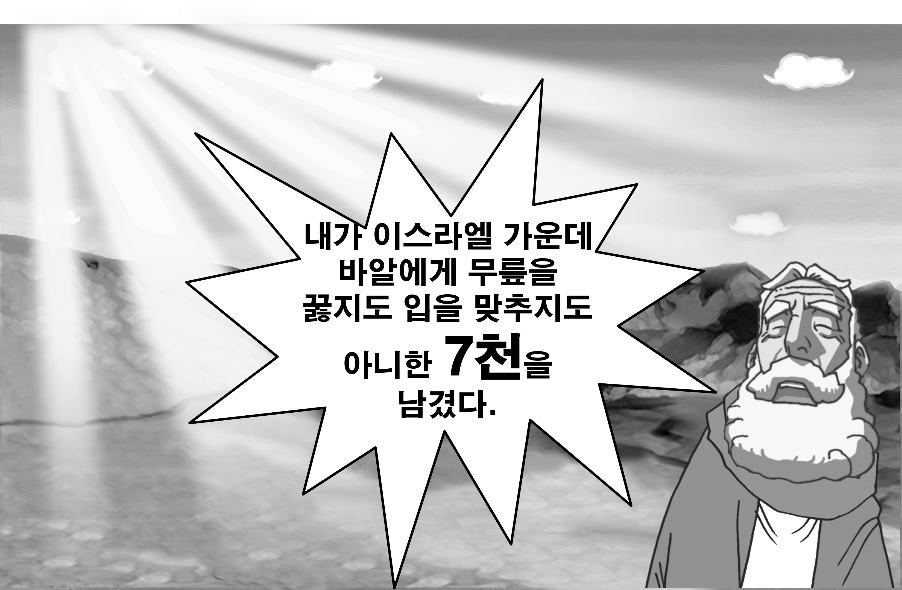 내가 이스라엘 가운데
바알에게 무릎을
꿇지도 입을 맞추지도
아니한 7천을
남겼다.